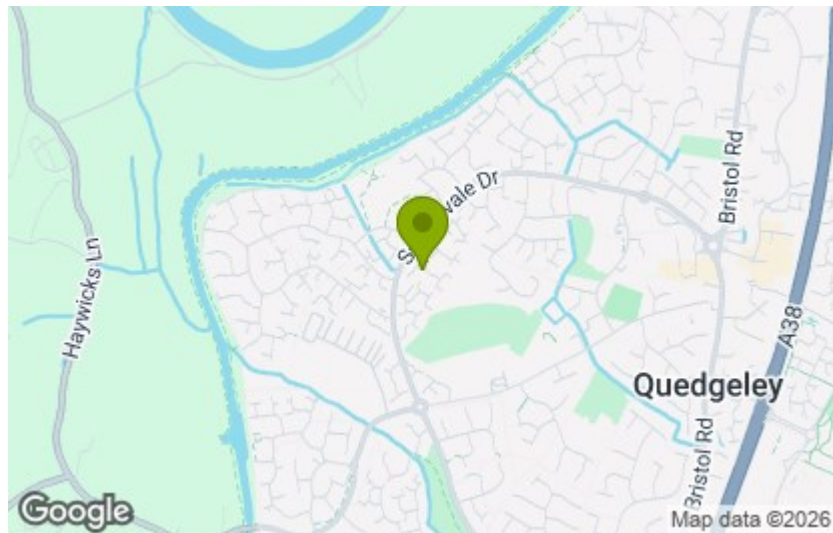 Bristol Rd
vale Dr
Haywicks Ln
A38
Quedgeley
Bristol Rd
Google
Map data ©2026